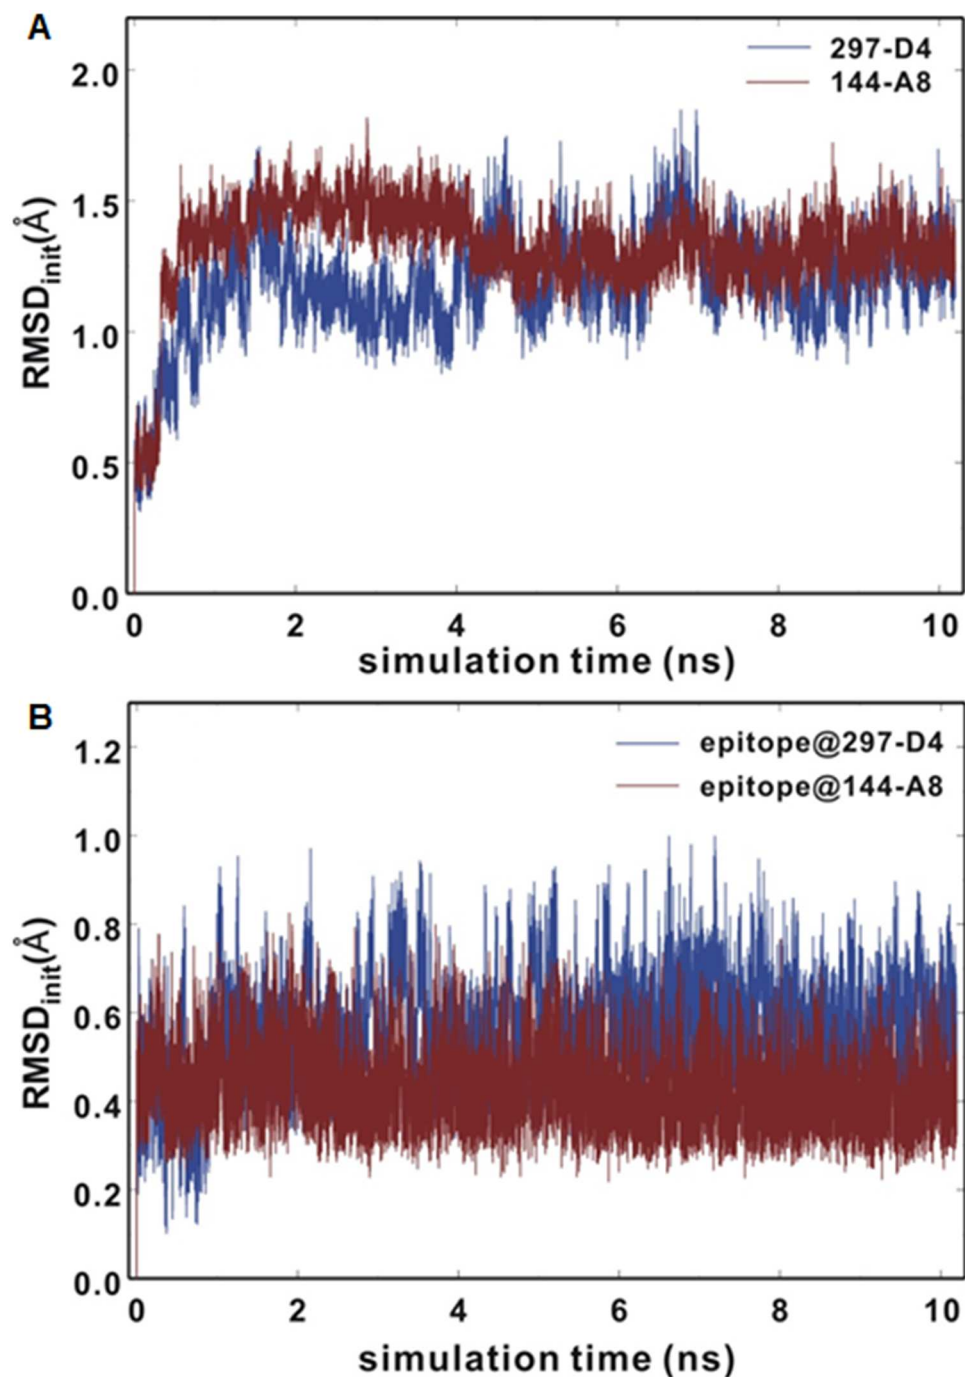 A
297-D4
144-A8
2.0
1.5
1.0
0.5
0.0
RMSDinit(Å)
0 2 4 6 8 10
simulation time (ns)
B
epitope@297-D4
epitope@144-A8
1.2
1.0
0.8
0.6
0.4
0.2
0.0
RMSDinit(Å)
0 2 4 6 8 10
simulation time (ns)